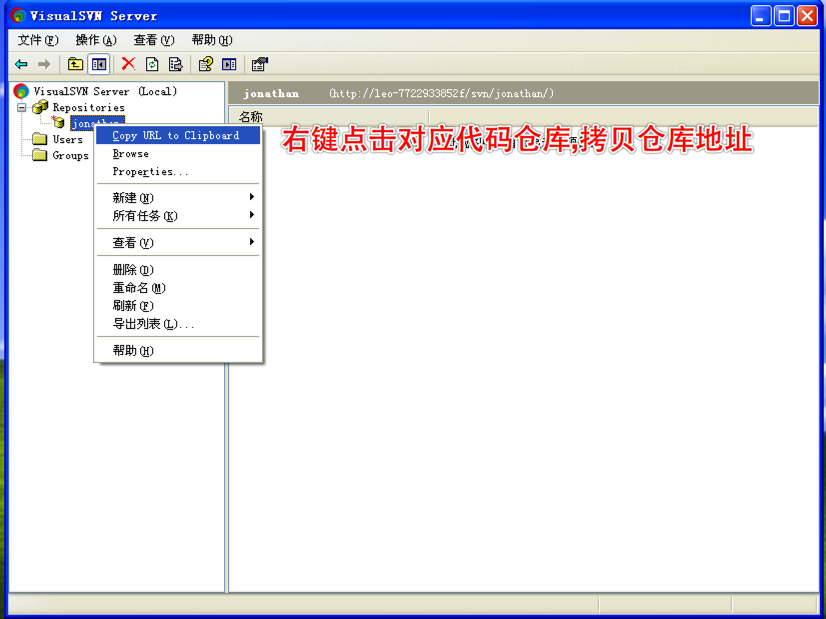 VisualSVN Server
文件(F) 操作(A) 查看(V) 帮助(H)
VisualSVN Server (Local)
Repositories
jonathan
Users
Groups
jonathan (http://leo-7722933852f/svn/jonathan/)
名称
右键点击对应代码仓库,拷贝仓库地址
Copy URL to Clipboard
Browse
Properties...
新建(N)
所有任务(K)
查看(V)
删除(D)
重命名(M)
刷新(F)
导出列表(L)...
帮助(H)